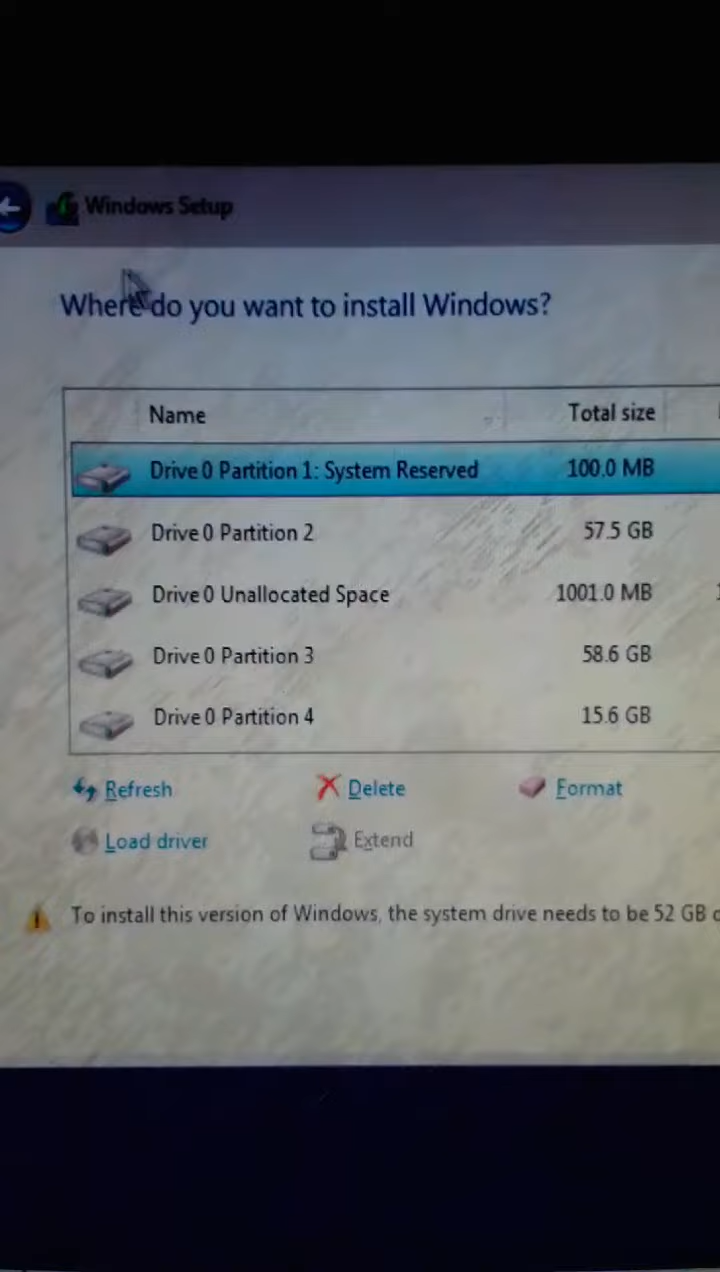 Windows Setup
Where do you want to install Windows?
Name Total size
Drive 0 Partition 1: System Reserved 100.0 MB
Drive 0 Partition 2 57.5 GB
Drive 0 Unallocated Space 1001.0 MB
Drive 0 Partition 3 58.6 GB
Drive 0 Partition 4 15.6 GB
Refresh Delete Format
Load driver Extend
To install this version of Windows, the system drive needs to be 52 GB